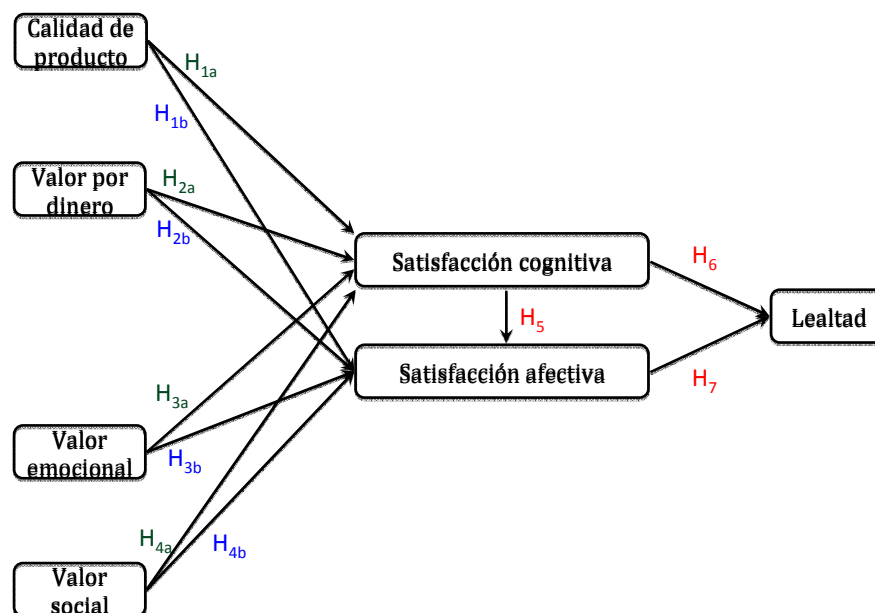 Calidad de
producto
H1a
H1b
Valor por
dinero
H2a
H2b
Satisfacción cognitiva
H6
H5
Lealtad
Satisfacción afectiva
H7
H3a
Valor
emocional
H3b
H4a
H4b
Valor
social